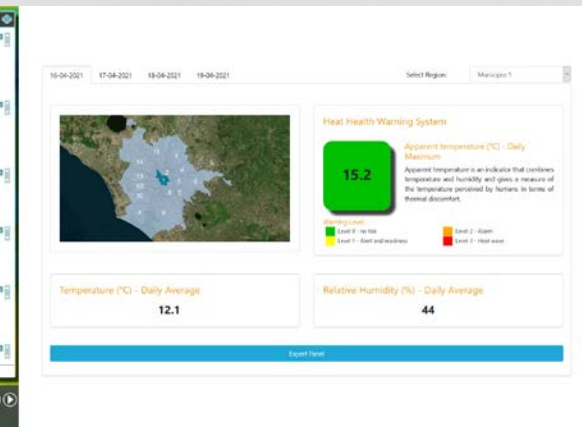 16-04-2021 17-04-2021 18-04-2021 19-04-2021 Select Region: Municipio 1
Heat Health Warning System
Apparent temperature (°C) - Daily
Maximum
15.2
Apparent temperature is an indicator that combines
temperature and humidity and gives a measure of
the temperature perceived by humans in terms of
thermal discomfort.
Warning Level
Level 0 - no risk Level 2 - Alarm
Level 1 - Alert and readiness Level 3 - Heat wave
Temperature (°C) - Daily Average
12.1
Relative Humidity (%) - Daily Average
44
Expert Panel